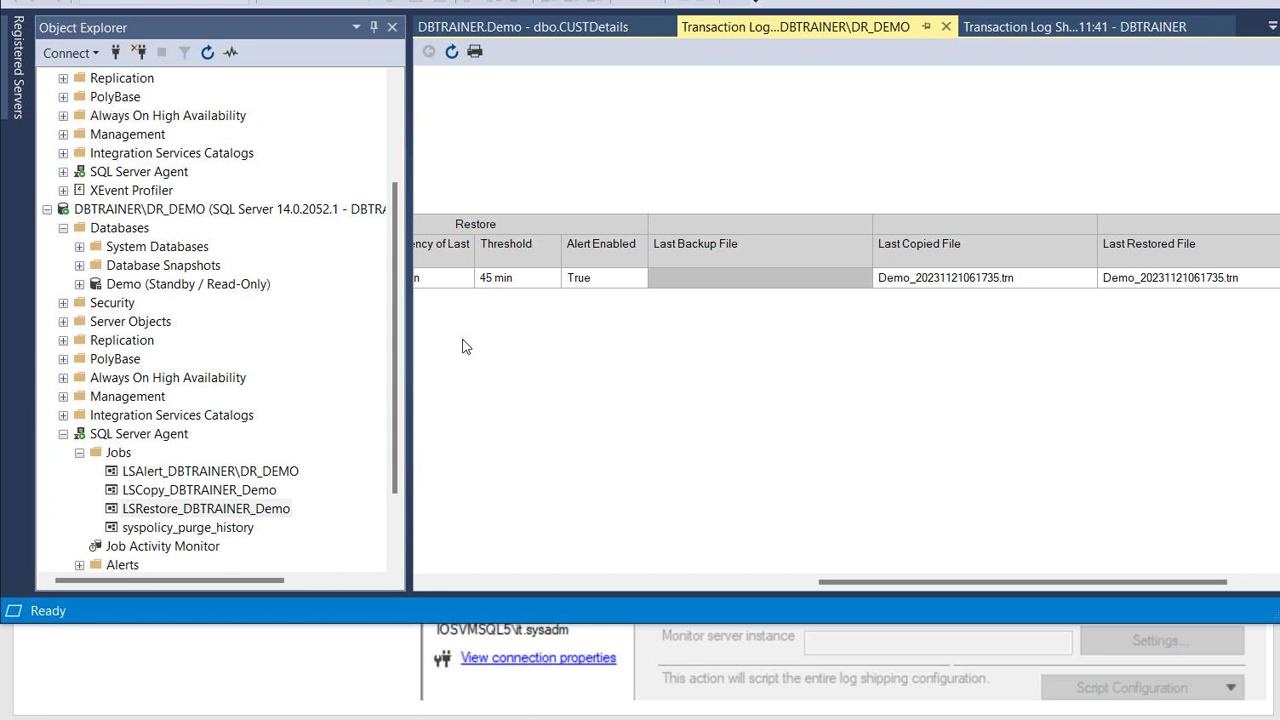 Registered Servers
Object Explorer
Connect
Replication
PolyBase
Always On High Availability
Management
Integration Services Catalogs
SQL Server Agent
XEvent Profiler
DBTRAINER\DR_DEMO (SQL Server 14.0.2052.1 - DBTRA
Databases
System Databases
Database Snapshots
Demo (Standby / Read-Only)
Security
Server Objects
Replication
PolyBase
Always On High Availability
Management
Integration Services Catalogs
SQL Server Agent
Jobs
LSAlert_DBTRAINER\DR_DEMO
LSCopy_DBTRAINER_Demo
LSRestore_DBTRAINER_Demo
syspolicy_purge_history
Job Activity Monitor
Alerts
DBTRAINER.Demo - dbo.CUSTDetails
Transaction Log...DBTRAINER\DR_DEMO
Transaction Log Sh...11:41 - DBTRAINER
Restore
ncy of Last Threshold Alert Enabled Last Backup File Last Copied File Last Restored File
n 45 min True Demo_20231121061735.trn Demo_20231121061735.trn
Ready
IOSVMSQL5\it.sysadm
View connection properties
Monitor server instance
Settings...
This action will script the entire log shipping configuration.
Script Configuration